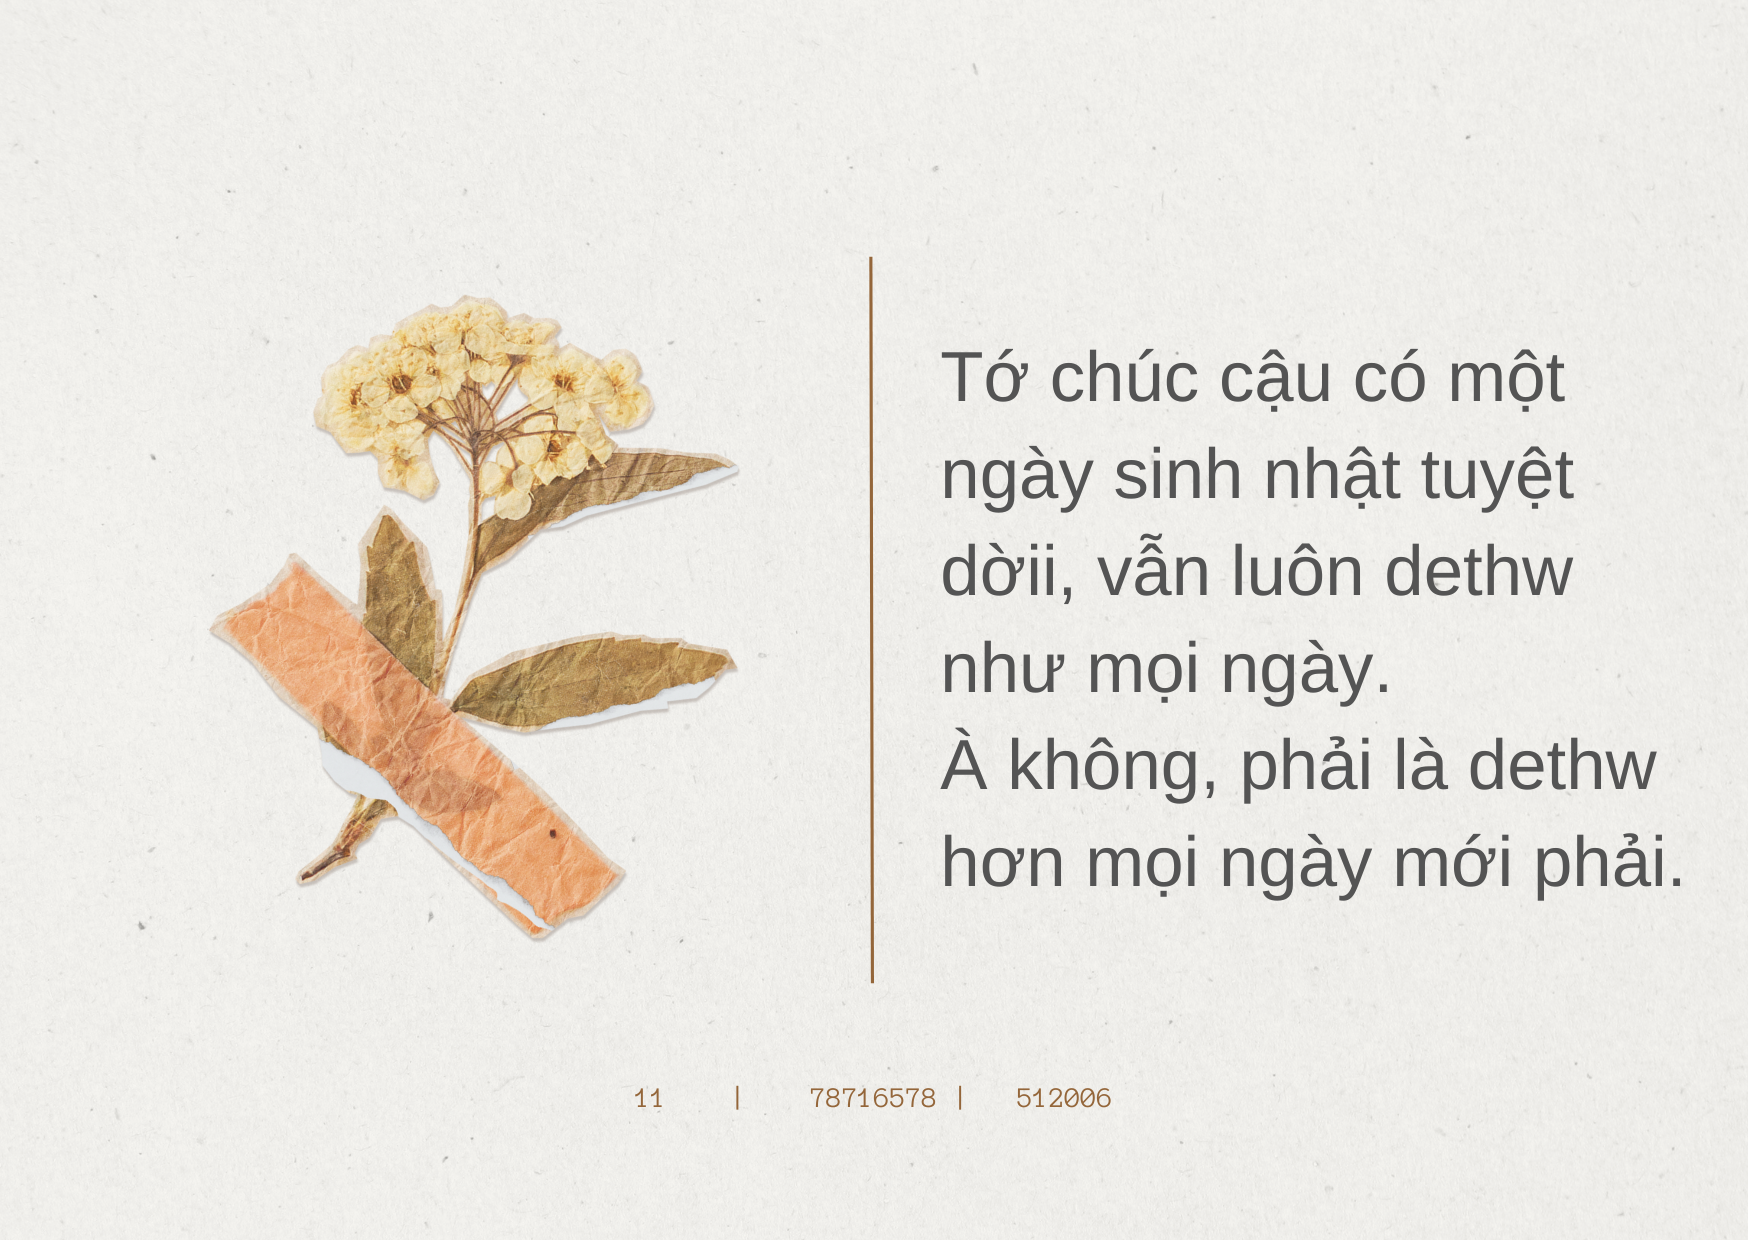 Tớ chúc cậu có một
ngày sinh nhật tuyệt
dờii, vẫn luôn dethw
như mọi ngày.
À không, phải là dethw
hơn mọi ngày mới phải.
11 | 78716578 | 512006